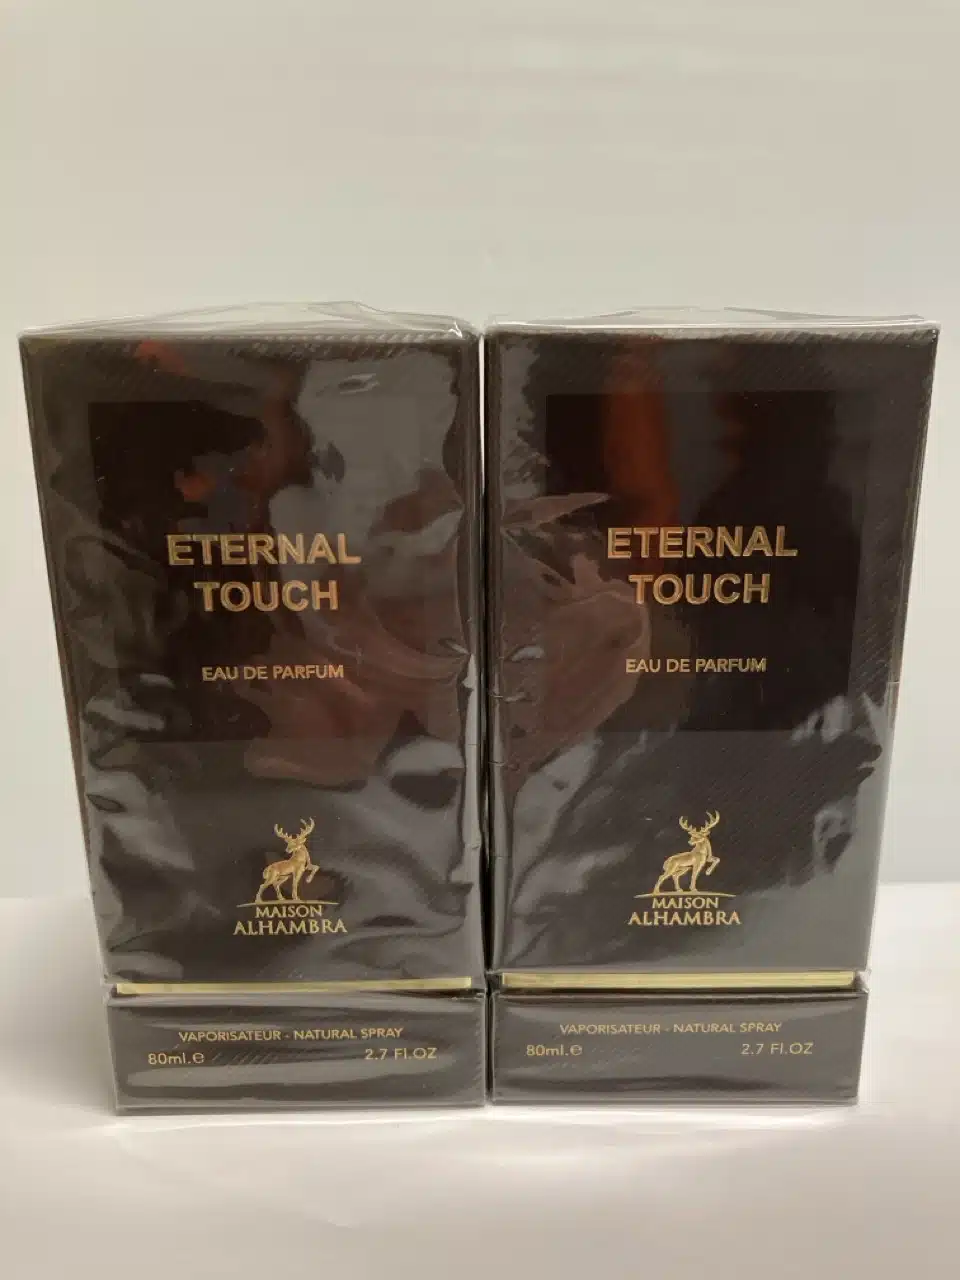 ETERNAL
TOUCH
EAU DE PARFUM
MAISON
ALHAMBRA
VAPORISATEUR - NATURAL SPRAY
80ml.℮ 2.7 Fl.OZ
ETERNAL
TOUCH
EAU DE PARFUM
MAISON
ALHAMBRA
VAPORISATEUR - NATURAL SPRAY
80ml.℮ 2.7 Fl.OZ